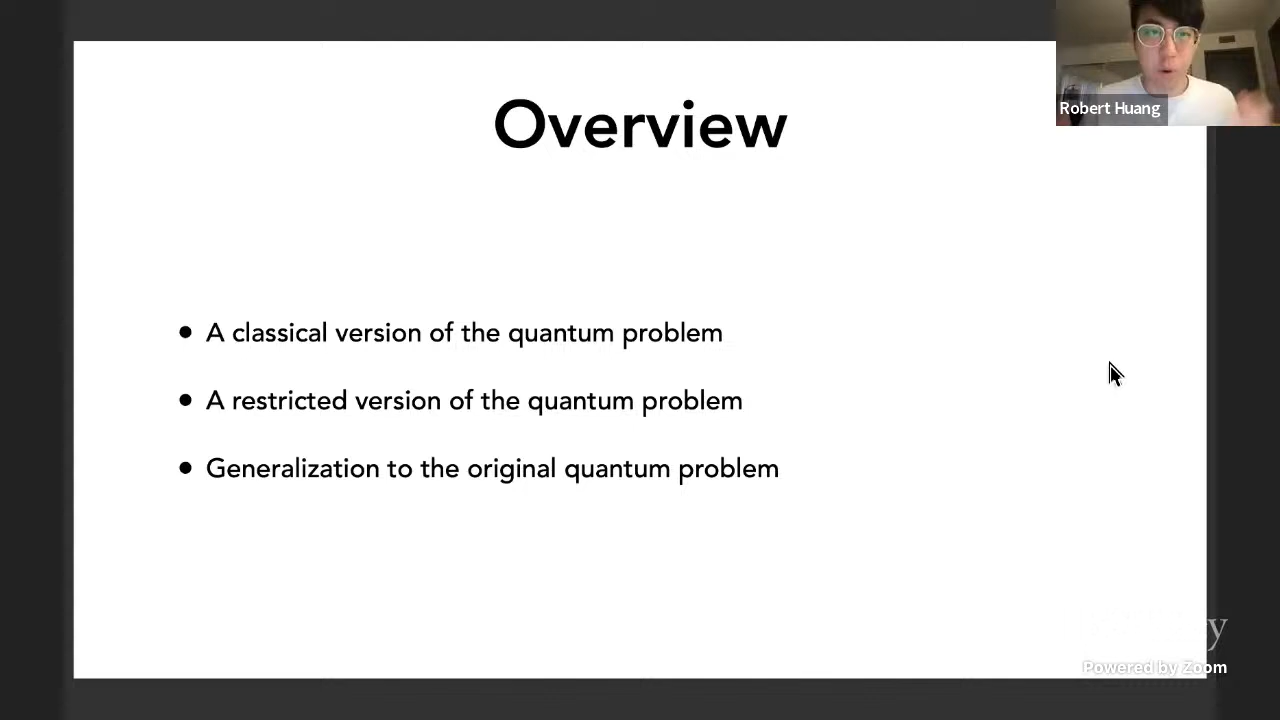 Overview
Robert Huang
• A classical version of the quantum problem
• A restricted version of the quantum problem
• Generalization to the original quantum problem
Powered by Zoom